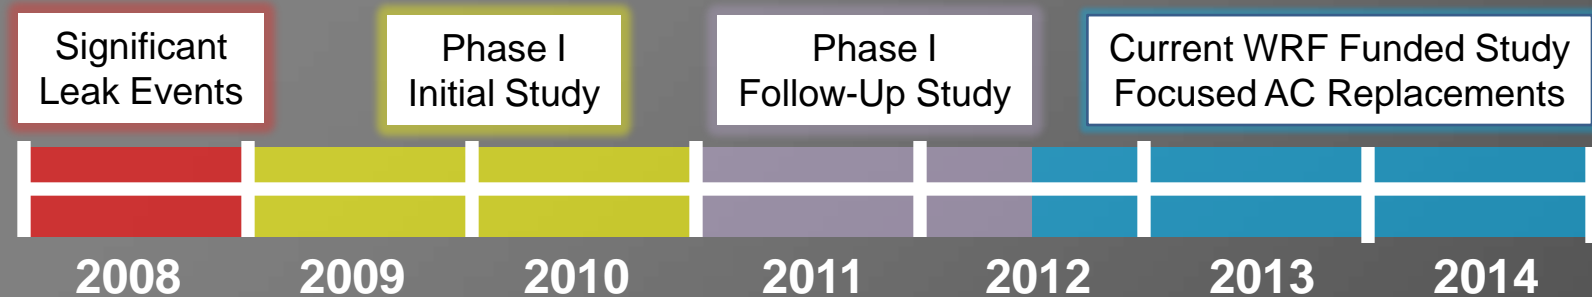 Significant
Leak Events
Phase I
Initial Study
Phase I
Follow-Up Study
Current WRF Funded Study
Focused AC Replacements
2008 2009 2010 2011 2012 2013 2014